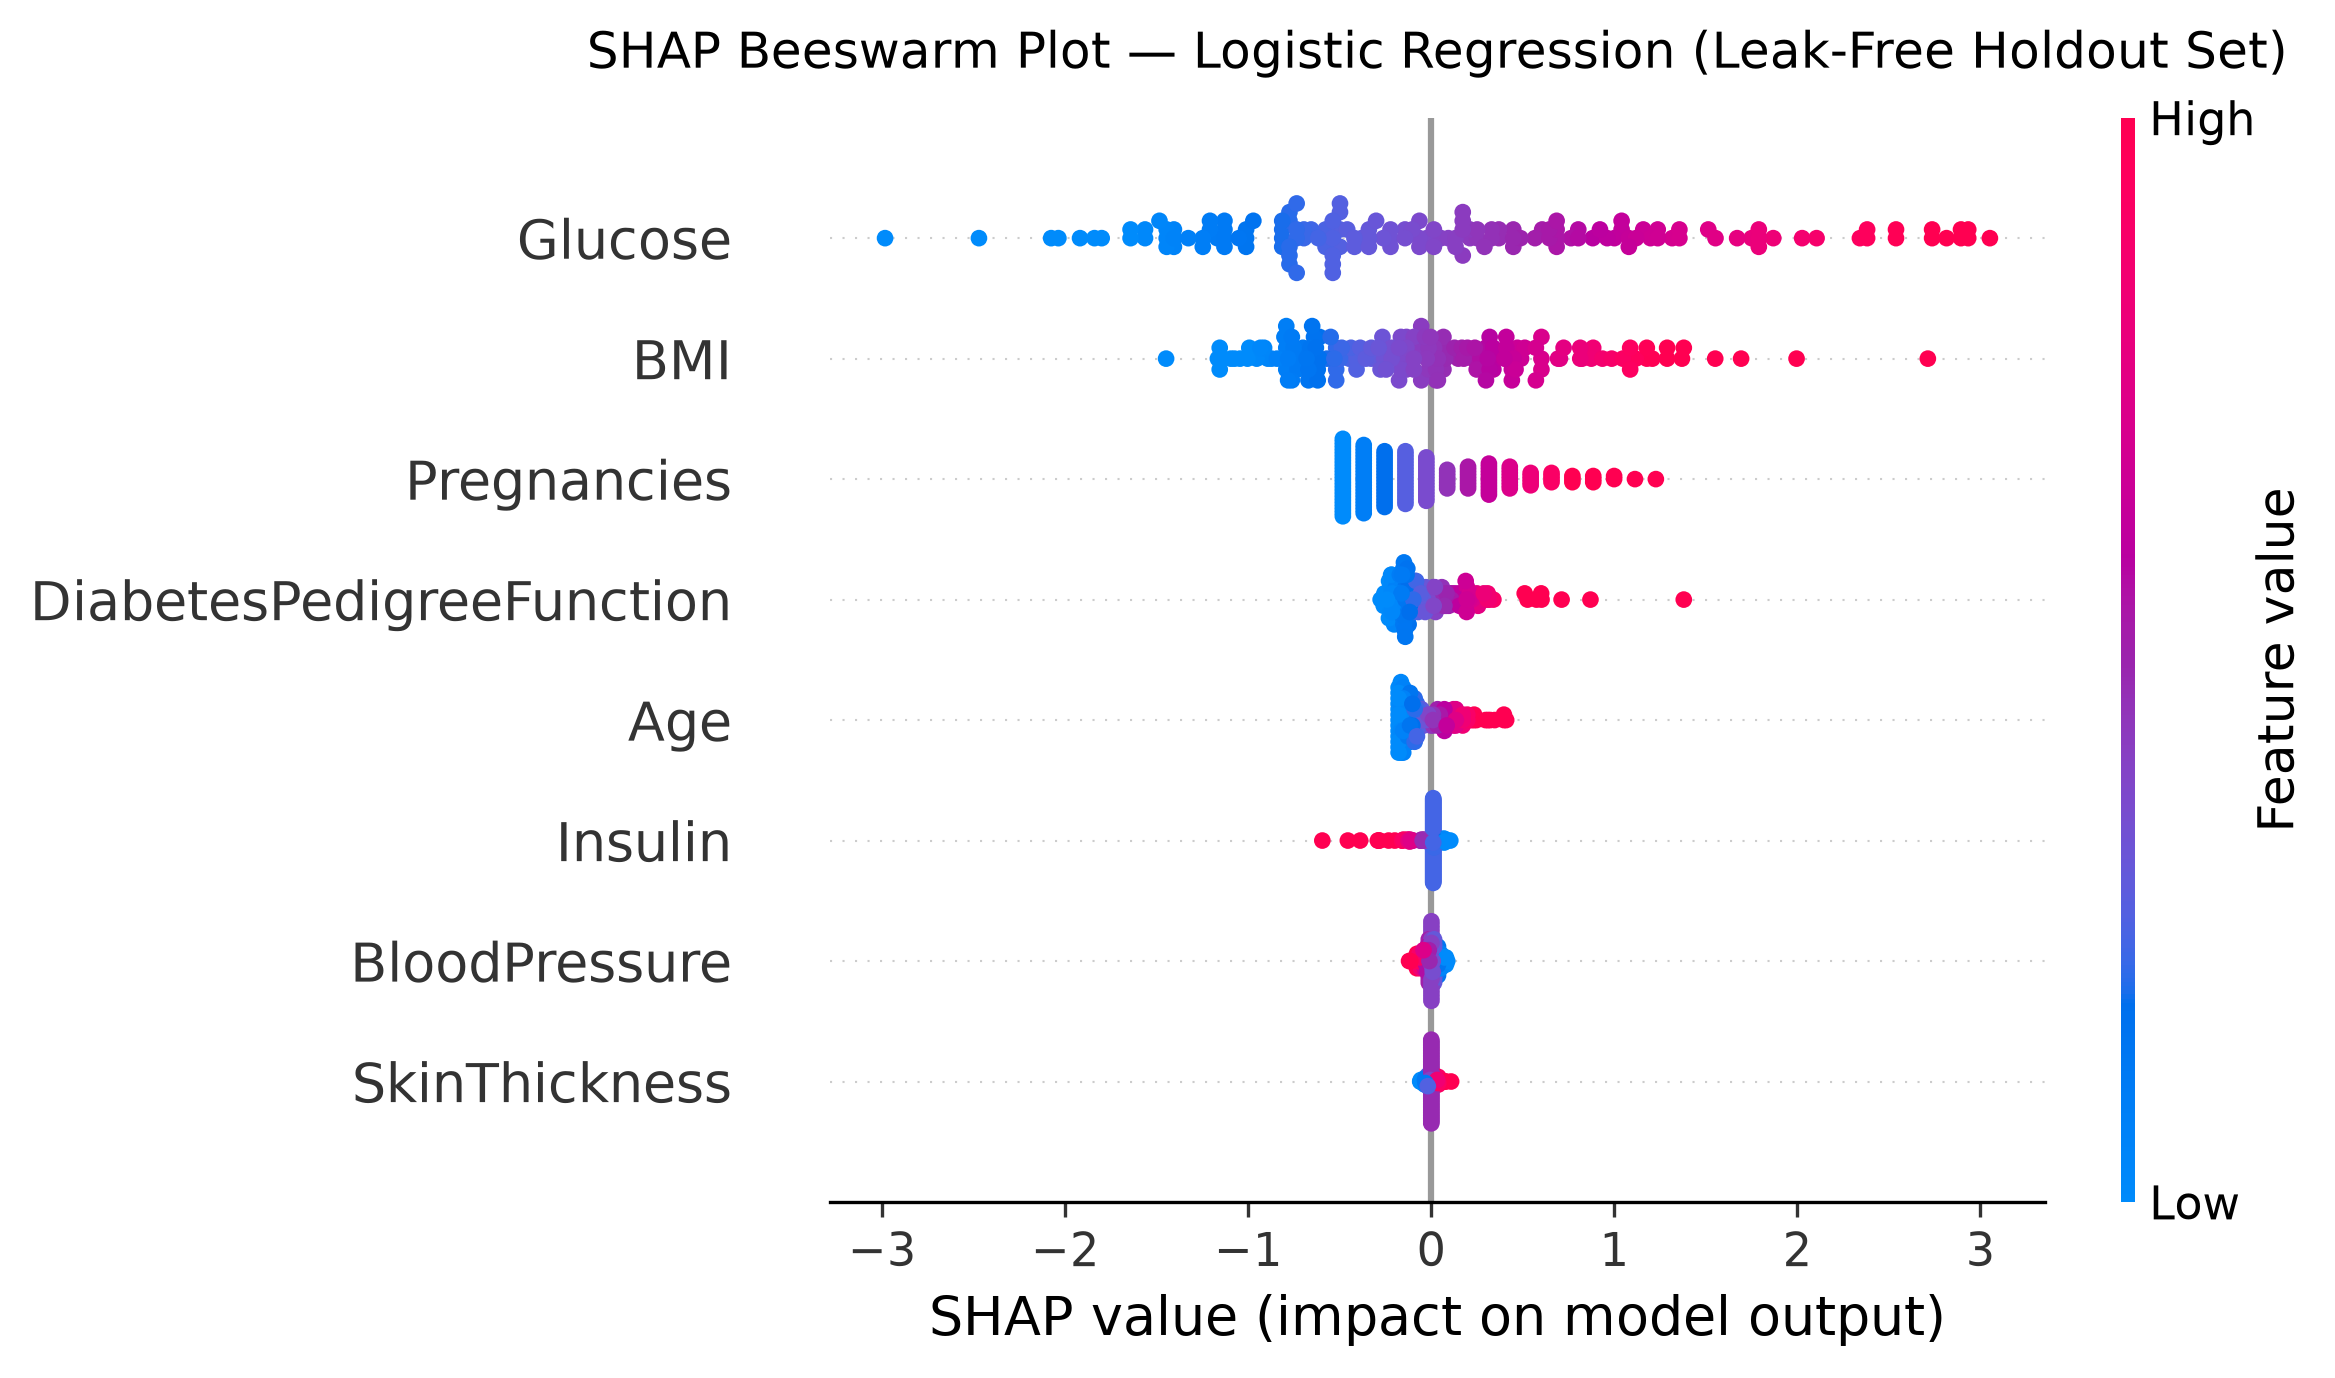 SHAP Beeswarm Plot — Logistic Regression (Leak-Free Holdout Set)
High
Glucose
BMI
Pregnancies
DiabetesPedigreeFunction
Age
Insulin
BloodPressure
SkinThickness
Feature value
Low
−3 −2 −1 0 1 2 3
SHAP value (impact on model output)